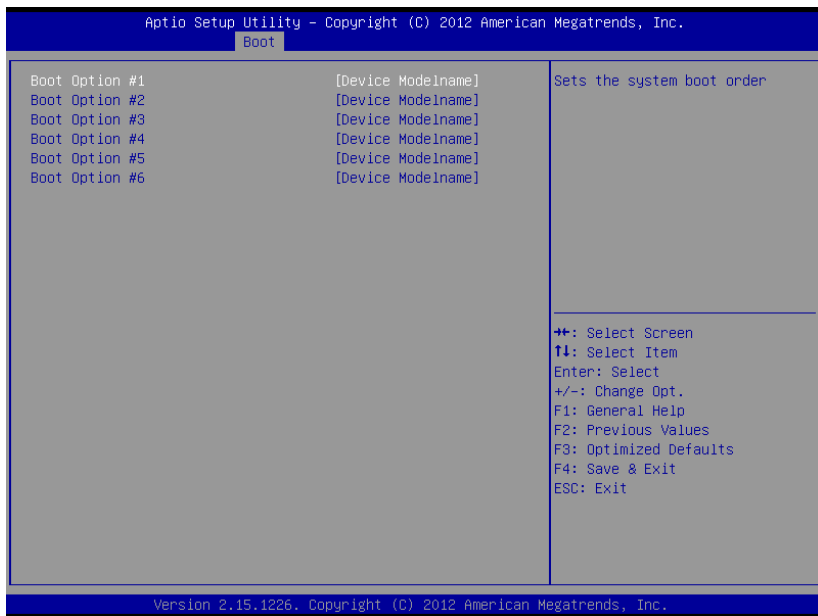 Aptio Setup Utility – Copyright (C) 2012 American Megatrends, Inc.
Boot
Boot Option #1 [Device Modelname]
Boot Option #2 [Device Modelname]
Boot Option #3 [Device Modelname]
Boot Option #4 [Device Modelname]
Boot Option #5 [Device Modelname]
Boot Option #6 [Device Modelname]
Sets the system boot order
→←: Select Screen
↑↓: Select Item
Enter: Select
+/-: Change Opt.
F1: General Help
F2: Previous Values
F3: Optimized Defaults
F4: Save & Exit
ESC: Exit
Version 2.15.1226. Copyright (C) 2012 American Megatrends, Inc.